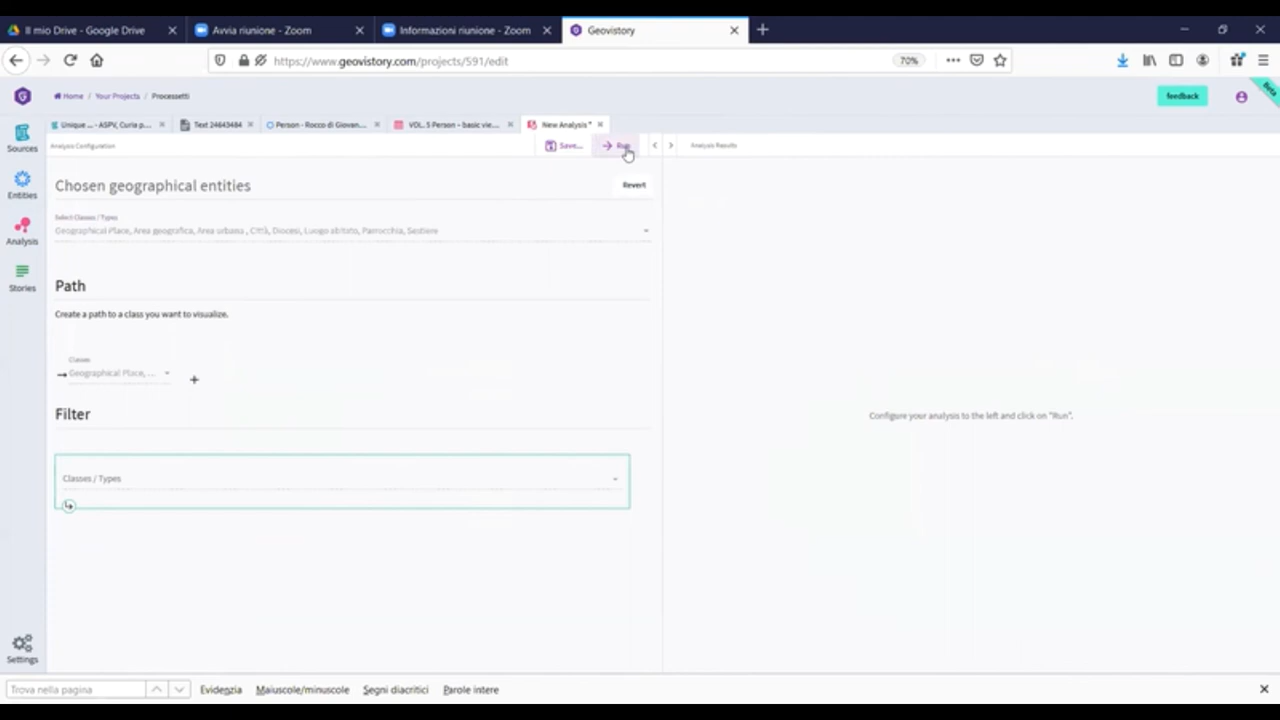 Il mio Drive - Google Drive
Avvia riunione - Zoom
Informazioni riunione - Zoom
Geovistory
https://www.geovistory.com/projects/591/edit
70%
Home / Your Projects / Processetti
feedback
Beta
Unique ... - ASPV, Curia p...
Text 24643484
Person - Rocco di Giovan...
VOL. 5 Person – basic vie...
New Analysis *
Sources
Entities
Analysis
Stories
Settings
Analysis Configuration
Save...
Run
Analysis Results
Chosen geographical entities
Revert
Select Classes / Types
Geographical Place, Area geografica, Area urbana , Città, Diocesi, Luogo abitato, Parrocchia, Sestiere
Path
Create a path to a class you want to visualize.
Classes
Geographical Place, ...
Filter
Classes / Types
Configure your analysis to the left and click on "Run".
Trova nella pagina
Evidenzia
Maiuscole/minuscole
Segni diacritici
Parole intere